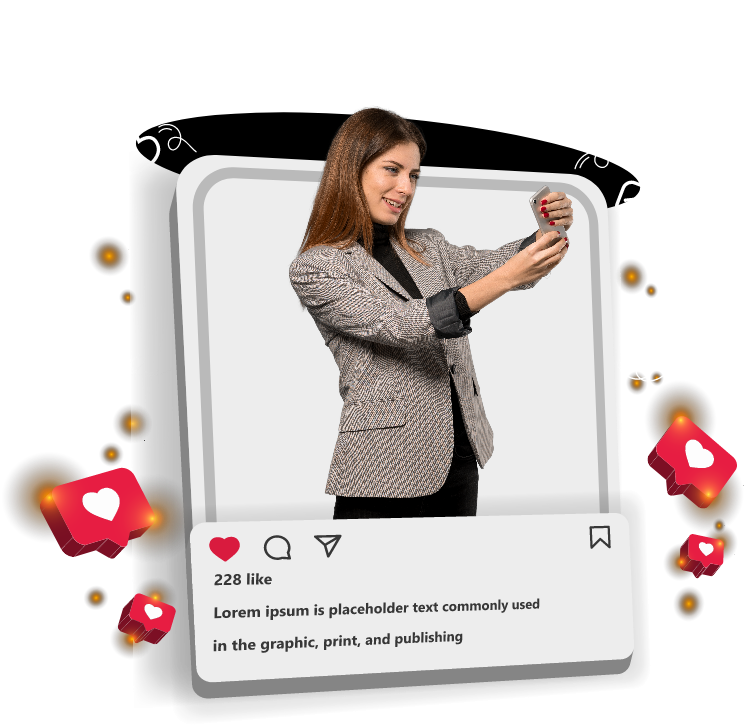 228 like
Lorem ipsum is placeholder text commonly used
in the graphic, print, and publishing